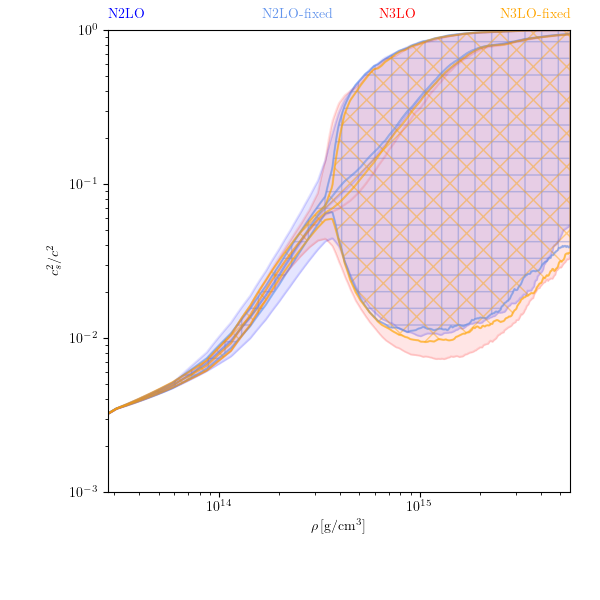 N2LO N2LO-fixed N3LO N3LO-fixed
10^0
10^{-1}
c_s^2/c^2
10^{-2}
10^{-3}
10^{14} 10^{15}
ρ [g/cm^3]